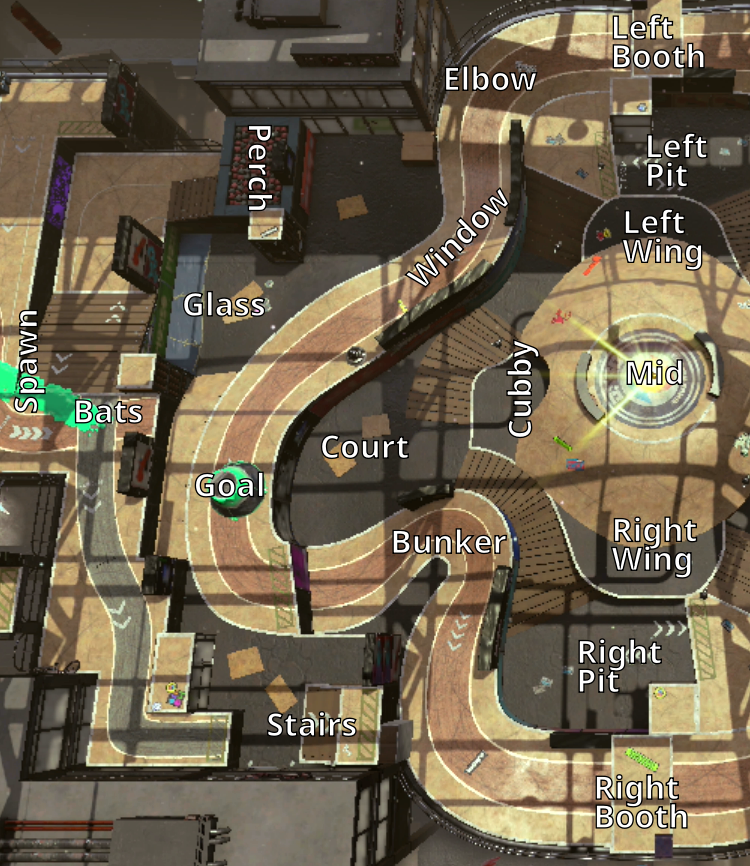 Left
Booth
Elbow
Perch
Left
Pit
Window
Left
Wing
Glass
Spawn
Cubby
Mid
Bats
Court
Goal
Bunker
Right
Wing
Right
Pit
Stairs
Right
Booth